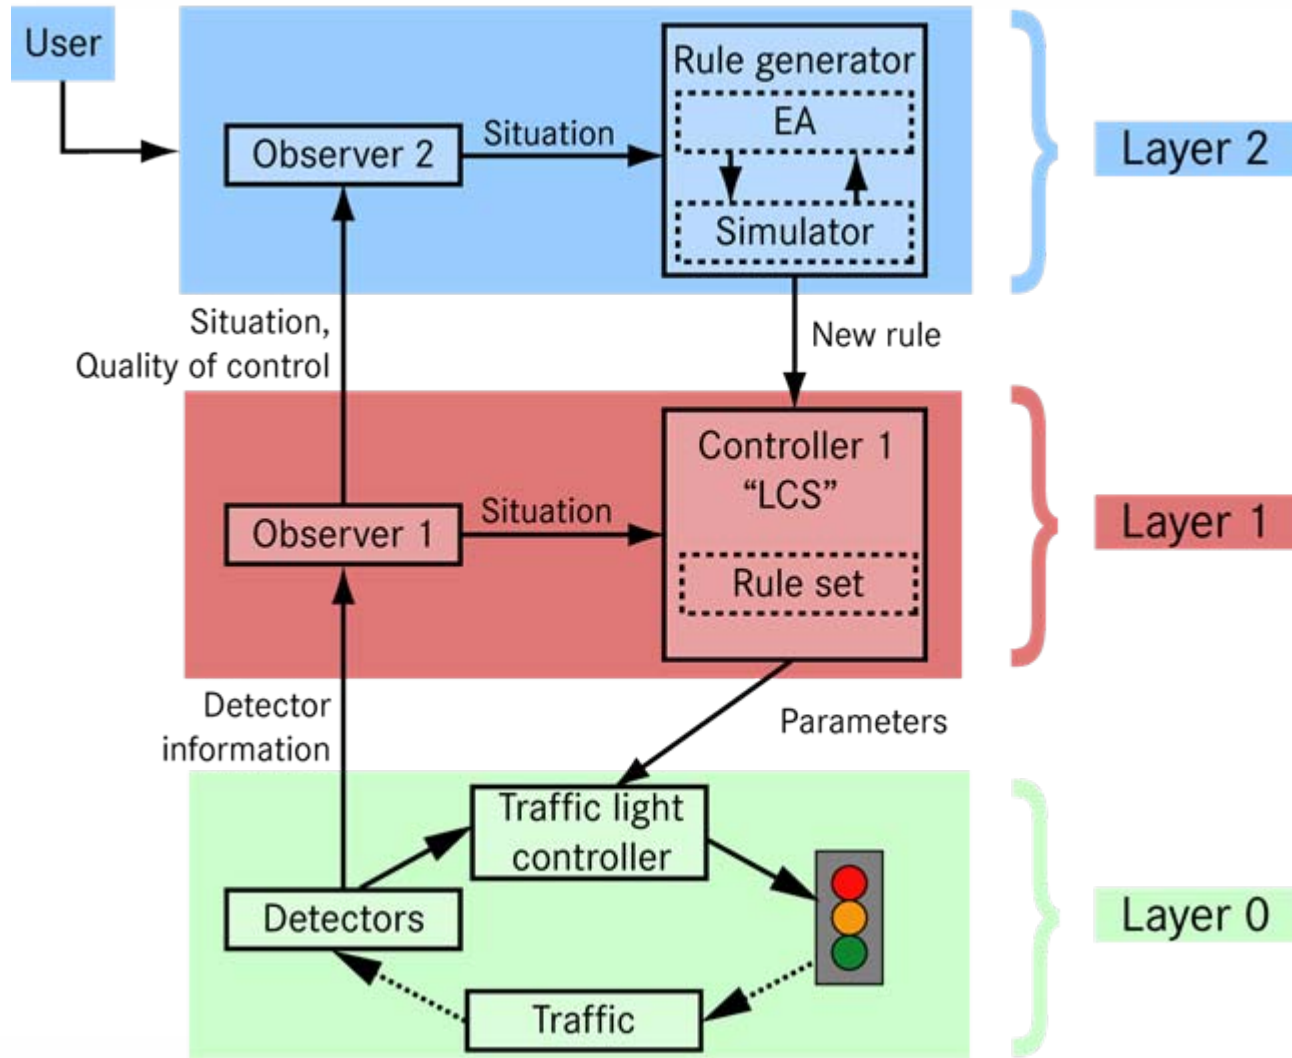 User
Rule generator
EA
Simulator
Observer 2
Situation
Layer 2
Situation,
Quality of control
New rule
Controller 1
“LCS”
Rule set
Observer 1
Situation
Layer 1
Detector
information
Parameters
Traffic light
controller
Detectors
Traffic
Layer 0